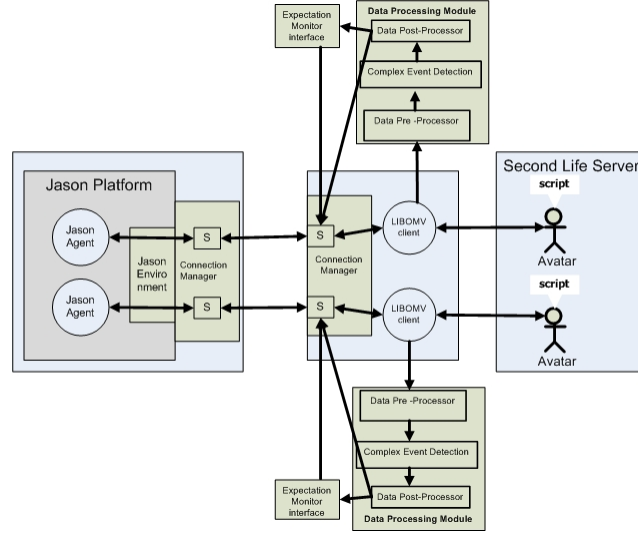 Expectation
Monitor
interface
Data Processing Module
Data Post-Processor
Complex Event Detection
Data Pre -Processor
Jason Platform
Jason
Agent
Jason
Agent
Jason
Enviro
nment
S
Connection
Manager
S
S
Connection
Manager
S
LIBOMV
client
LIBOMV
client
Second Life Server
script
Avatar
script
Avatar
Data Pre -Processor
Complex Event Detection
Data Post-Processor
Data Processing Module
Expectation
Monitor
interface